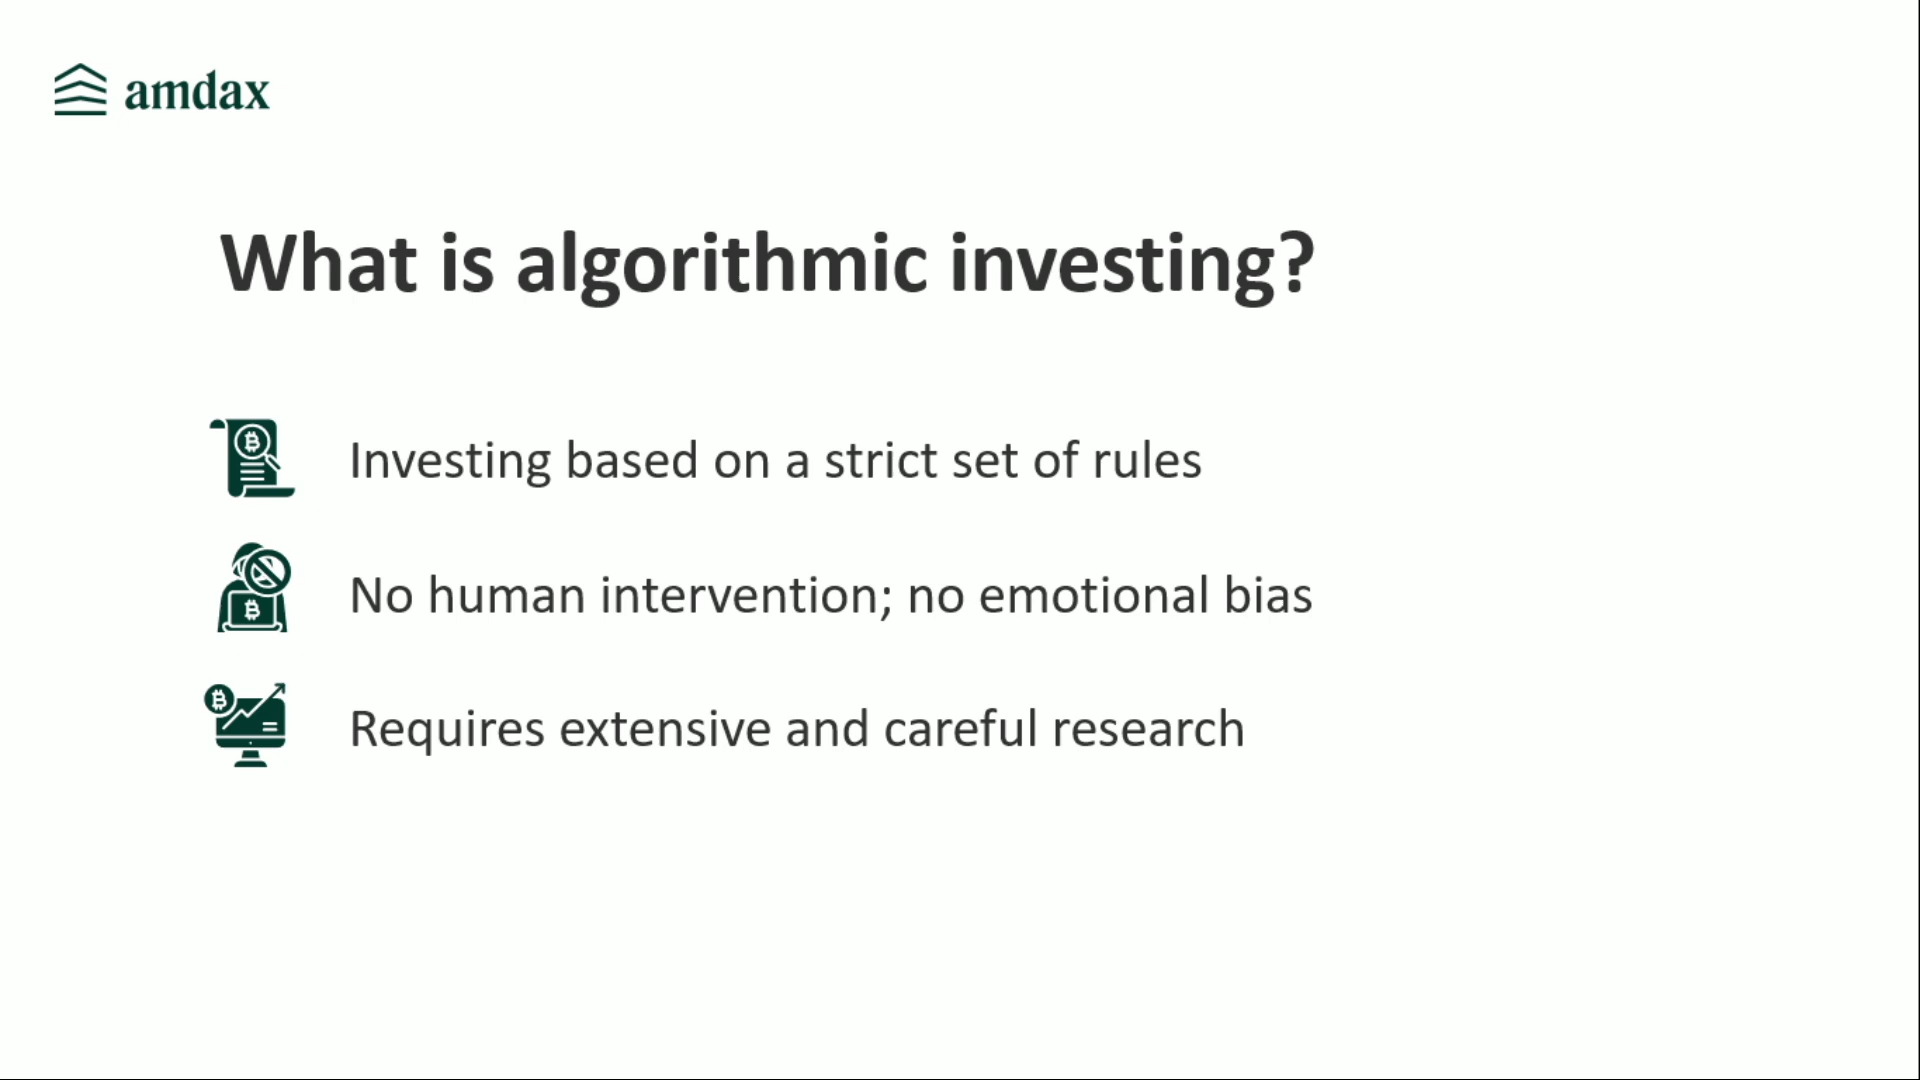 amdax
What is algorithmic investing?
Investing based on a strict set of rules
No human intervention; no emotional bias
Requires extensive and careful research